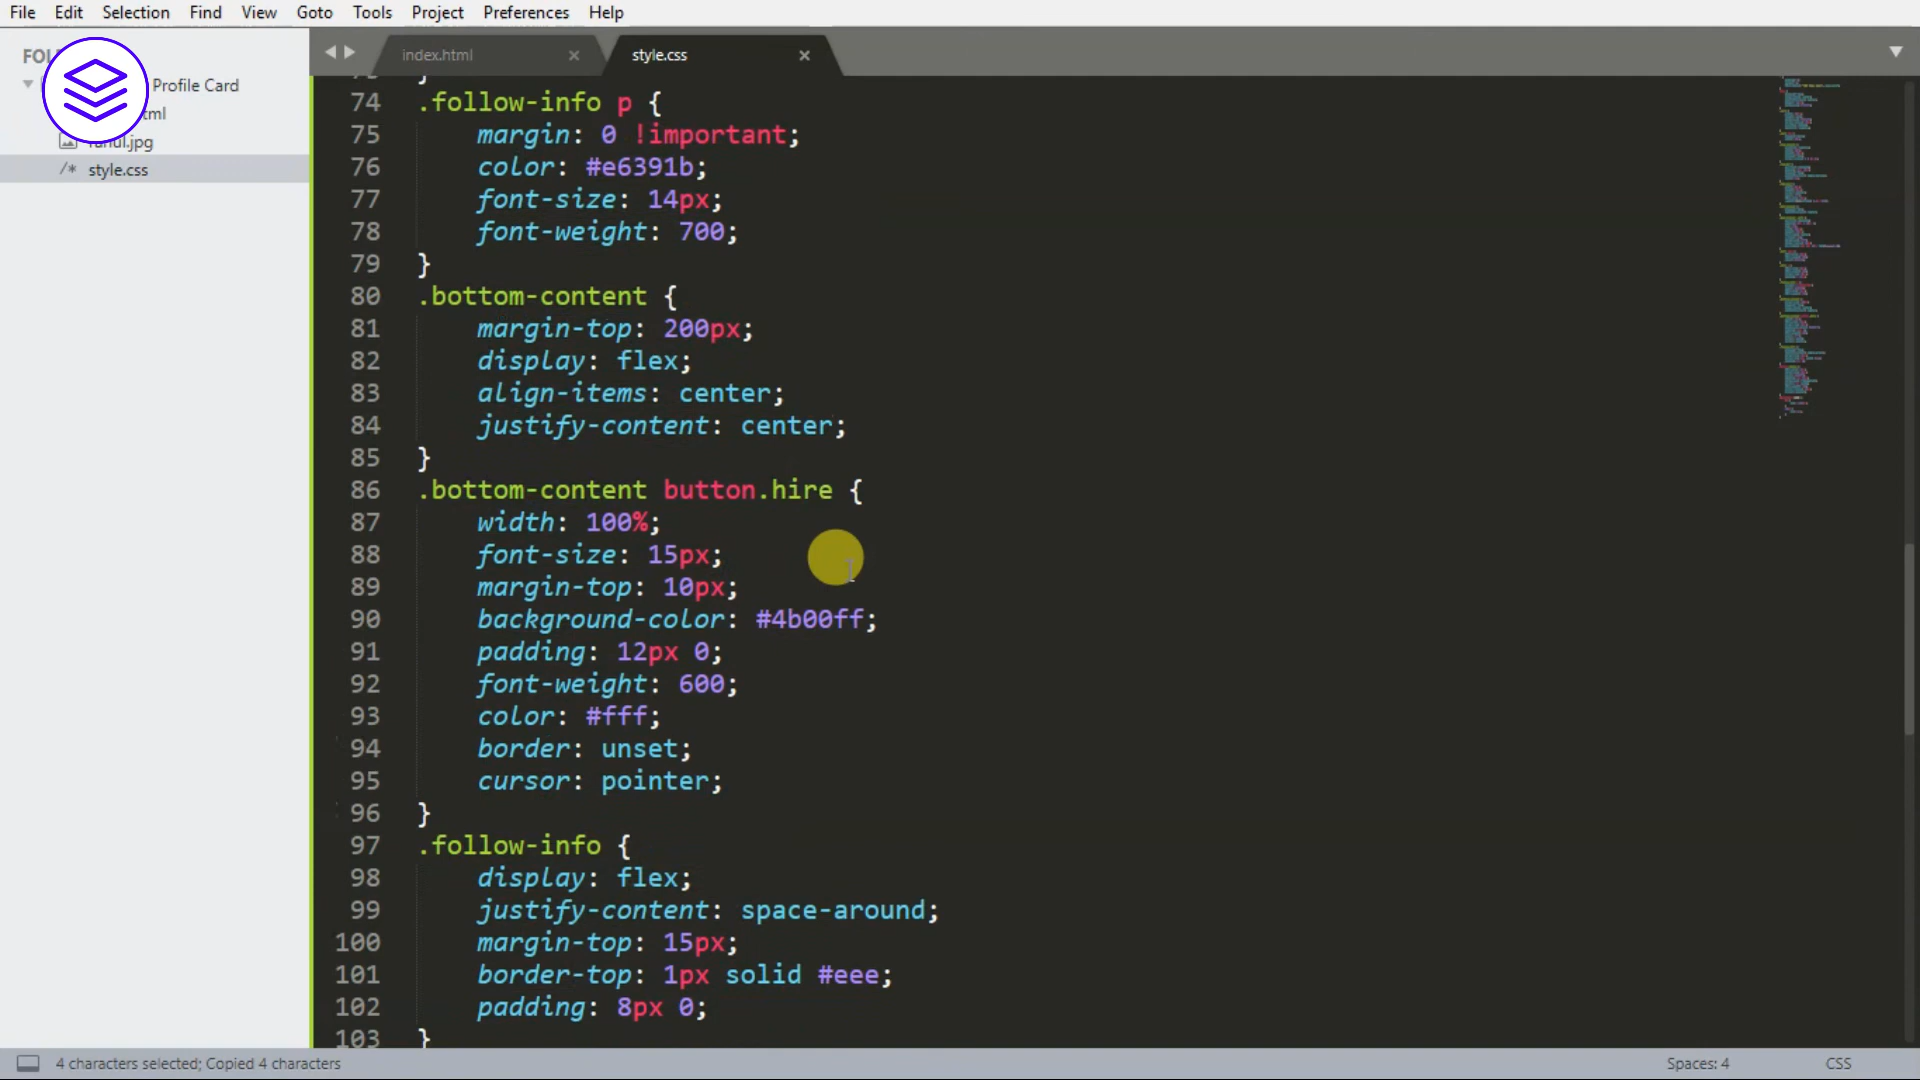 File Edit Selection Find View Goto Tools Project Preferences Help
index.html
style.css
Profile Card
style.css
74 .follow-info p {
75 margin: 0 !important;
76 color: #e6391b;
77 font-size: 14px;
78 font-weight: 700;
79 }
80 .bottom-content {
81 margin-top: 200px;
82 display: flex;
83 align-items: center;
84 justify-content: center;
85 }
86 .bottom-content button.hire {
87 width: 100%;
88 font-size: 15px;
89 margin-top: 10px;
90 background-color: #4b00ff;
91 padding: 12px 0;
92 font-weight: 600;
93 color: #fff;
94 border: unset;
95 cursor: pointer;
96 }
97 .follow-info {
98 display: flex;
99 justify-content: space-around;
100 margin-top: 15px;
101 border-top: 1px solid #eee;
102 padding: 8px 0;
103 }
4 characters selected; Copied 4 characters
Spaces: 4
CSS